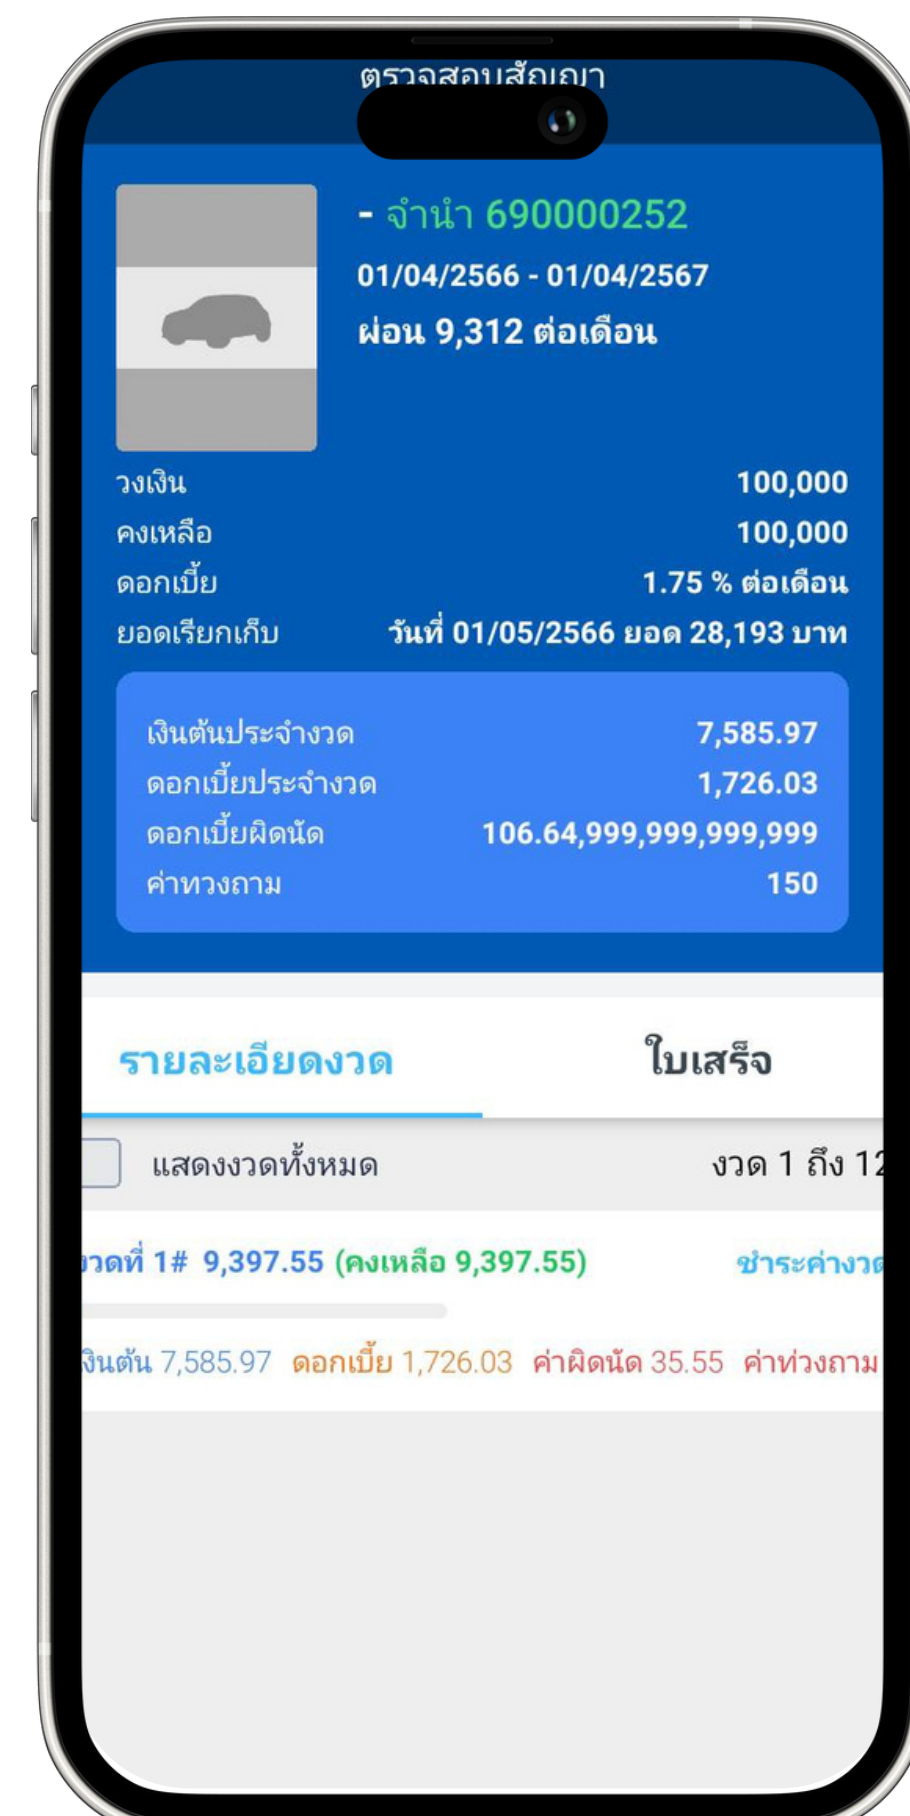 ตรวจสอบสัญญา
- จำนำ 690000252
01/04/2566 - 01/04/2567
ผ่อน 9,312 ต่อเดือน
วงเงิน 100,000
คงเหลือ 100,000
ดอกเบี้ย 1.75 % ต่อเดือน
ยอดเรียกเก็บ วันที่ 01/05/2566 ยอด 28,193 บาท
เงินต้นประจำงวด 7,585.97
ดอกเบี้ยประจำงวด 1,726.03
ดอกเบี้ยผิดนัด 106.64,999,999,999,999
ค่าทวงถาม 150
รายละเอียดงวด ใบเสร็จ
แสดงงวดทั้งหมด งวด 1 ถึง 12
งวดที่ 1# 9,397.55 (คงเหลือ 9,397.55) ชำระค่างวด
เงินต้น 7,585.97 ดอกเบี้ย 1,726.03 ค่าผิดนัด 35.55 ค่าท่วงถาม